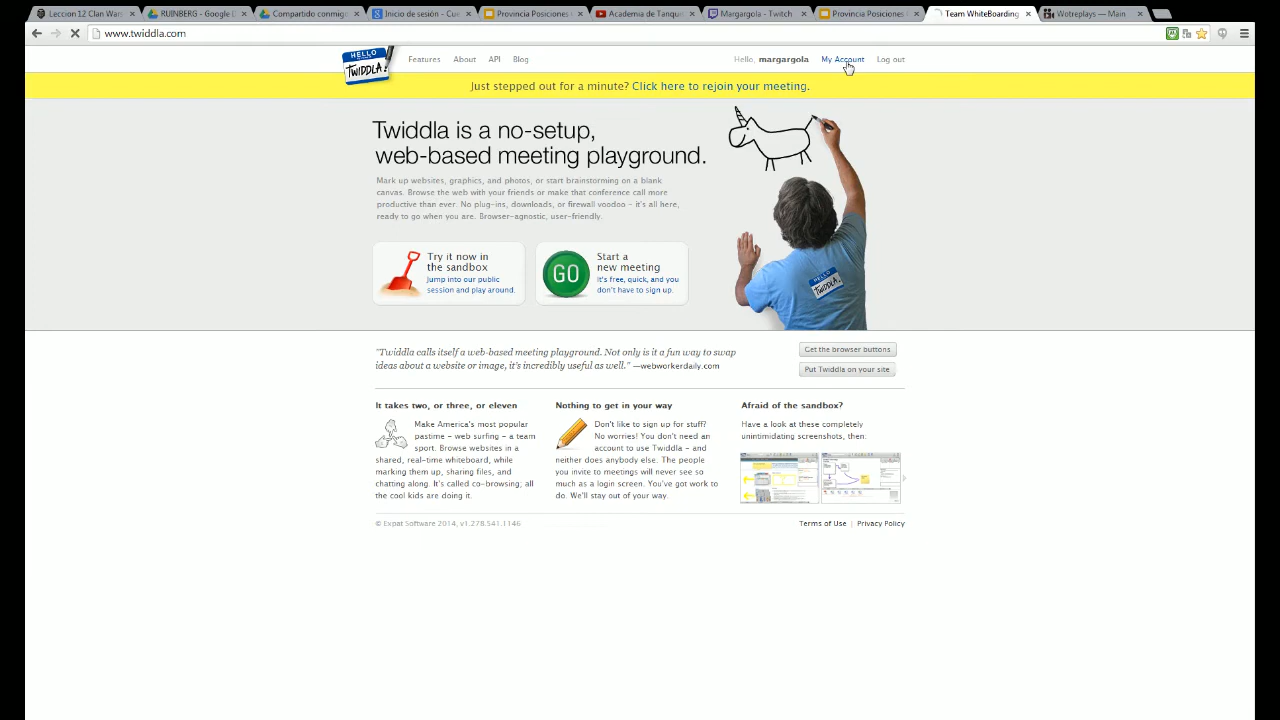 Leccion 12 Clan Wars
RUINBERG - Google D
Compartido conmig
Inicio de sesión - Cue
Provincia Posiciones
Academia de Tanqu
Margargola - Twitch
Provincia Posiciones
Team WhiteBoarding
Wotreplays — Main
www.twiddla.com
HELLO
TWIDDLA!
Features
About
API
Blog
Hello, margargola
My Account
Log out
Just stepped out for a minute? Click here to rejoin your meeting.
Twiddla is a no-setup,
web-based meeting playground.
Mark up websites, graphics, and photos, or start brainstorming on a blank
canvas. Browse the web with your friends or make that conference call more
productive than ever. No plug-ins, downloads, or firewall voodoo – it's all here,
ready to go when you are. Browser-agnostic, user-friendly.
Try it now in
the sandbox
Jump into our public
session and play around.
GO
Start a
new meeting
It's free, quick, and you
don't have to sign up.
HELLO
TWIDDLA!
"Twiddla calls itself a web-based meeting playground. Not only is it a fun way to swap
ideas about a website or image, it's incredibly useful as well." —webworkerdaily.com
Get the browser buttons
Put Twiddla on your site
It takes two, or three, or eleven
Make America's most popular
pastime – web surfing – a team
sport. Browse websites in a
shared, real-time whiteboard, while
marking them up, sharing files, and
chatting along. It's called co-browsing, all
the cool kids are doing it.
Nothing to get in your way
Don't like to sign up for stuff?
No worries! You don't need an
account to use Twiddla – and
neither does anybody else. The people
you invite to meetings will never see so
much as a login screen. You've got work to
do. We'll stay out of your way.
Afraid of the sandbox?
Have a look at these completely
unintimidating screenshots, then.
© Expat Software 2014, v1.278.541.1146
Terms of Use | Privacy Policy